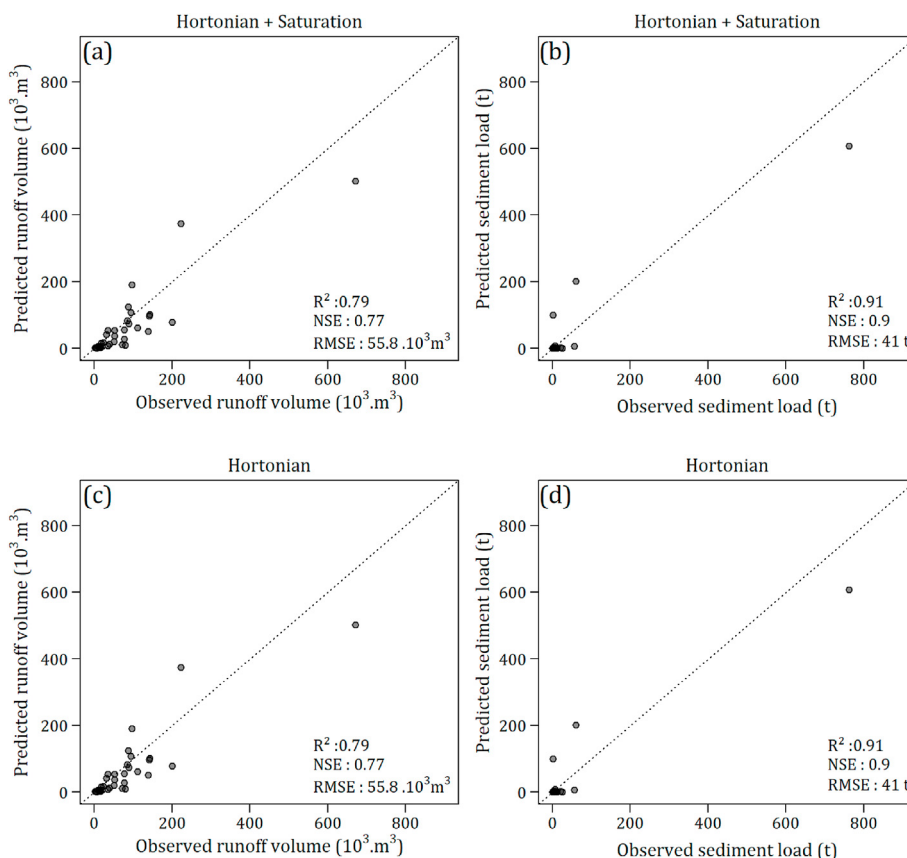 Hortonian + Saturation
(a)
Predicted runoff volume (10³.m³)
800
600
400
200
0
R² :0.79
NSE : 0.77
RMSE : 55.8 .10³m³
0 200 400 600 800
Observed runoff volume (10³.m³)
Hortonian + Saturation
(b)
Predicted sediment load (t)
800
600
400
200
0
R² :0.91
NSE : 0.9
RMSE : 41 t
0 200 400 600 800
Observed sediment load (t)
Hortonian
(c)
Predicted runoff volume (10³.m³)
800
600
400
200
0
R² :0.79
NSE : 0.77
RMSE : 55.8 .10³m³
0 200 400 600 800
Observed runoff volume (10³.m³)
Hortonian
(d)
Predicted sediment load (t)
800
600
400
200
0
R² :0.91
NSE : 0.9
RMSE : 41 t
0 200 400 600 800
Observed sediment load (t)